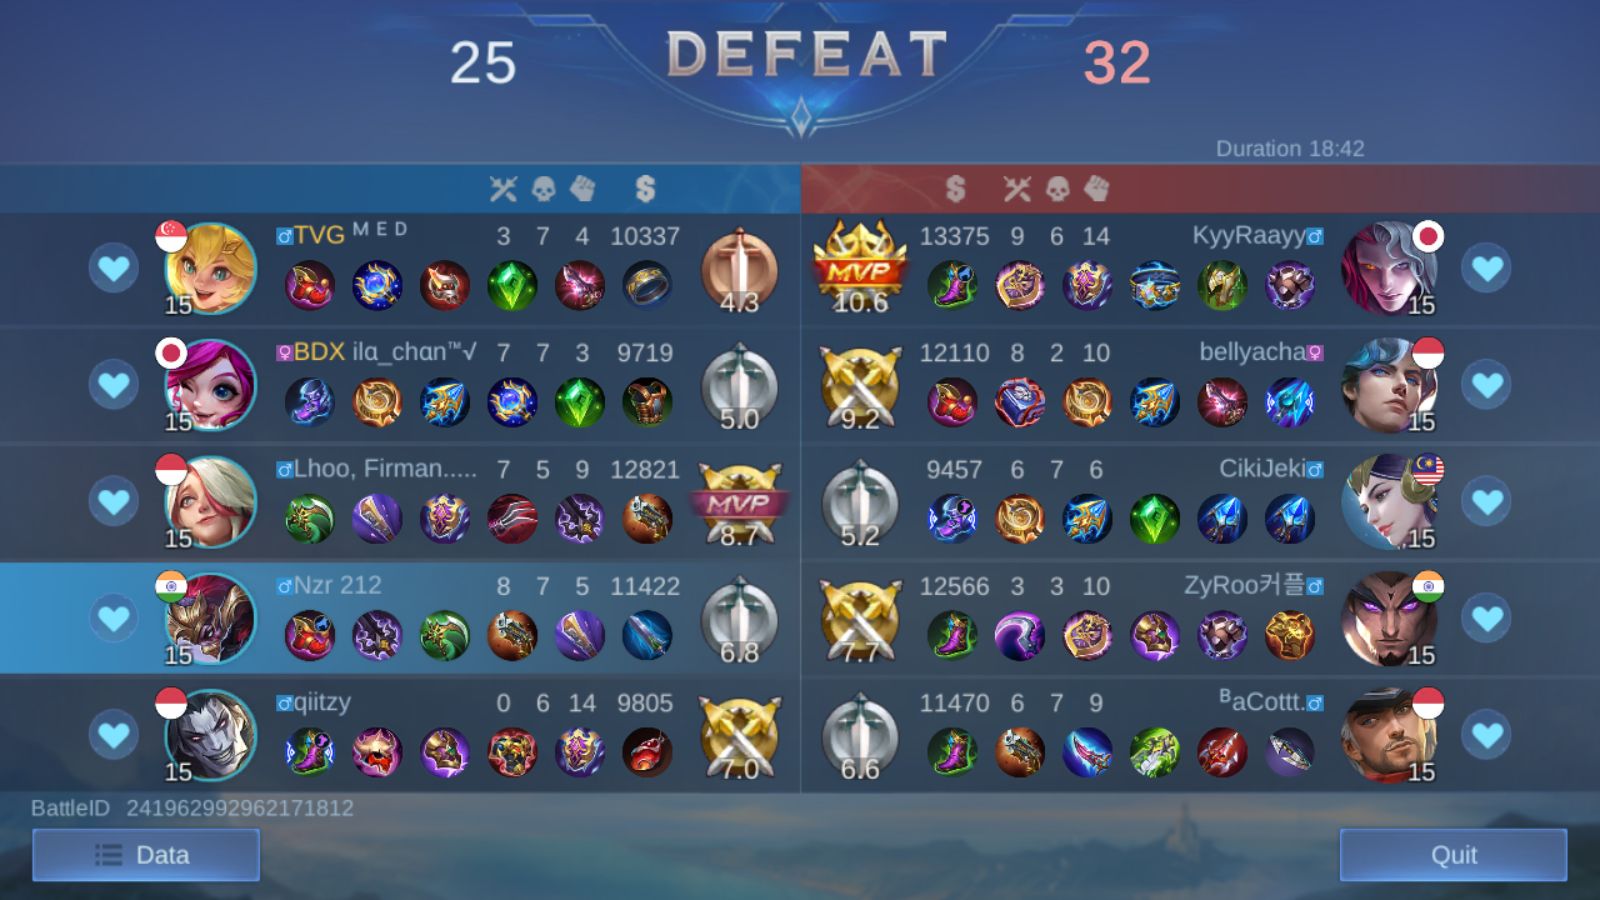 25 DEFEAT 32
Duration 18:42
TVG M E D 3 7 4 10337
15 4.3
MVP 13375 9 6 14 KyyRaayy
10.6 15
BDX ila_chan™√ 7 7 3 9719
15 5.0
12110 8 2 10 bellyacha
9.2 15
Lhoo, Firman..... 7 5 9 12821 MVP
15 8.7
9457 6 7 6 CikiJeki
5.2 15
Nzr 212 8 7 5 11422
15 6.8
12566 3 3 10 ZyRoo커플
7.7 15
qiitzy 0 6 14 9805
15 7.0
11470 6 7 9 ᴮaCottt.
6.6 15
BattleID 241962992962171812
Data Quit